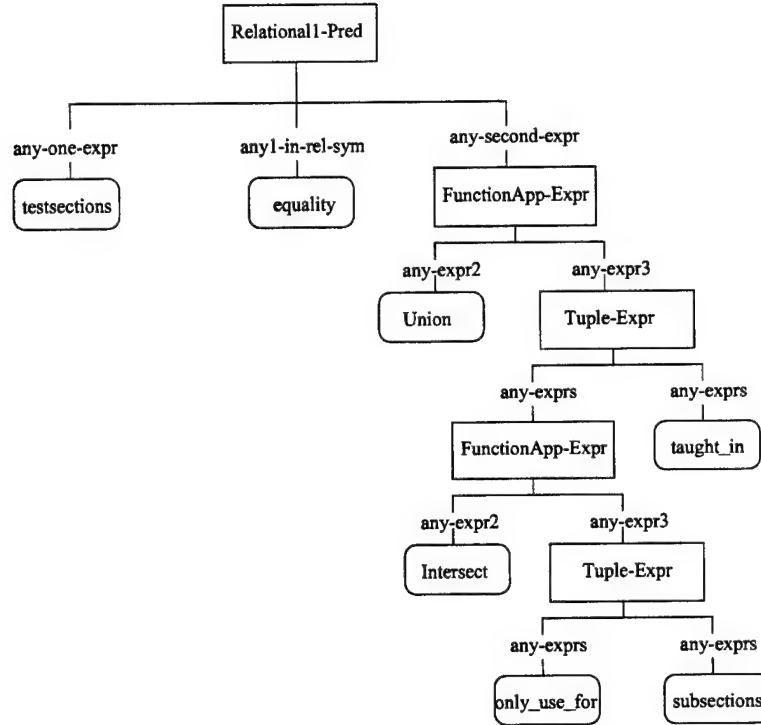 Relational1-Pred
any-one-expr
any1-in-rel-sym
any-second-expr
testsections
equality
FunctionApp-Expr
any-expr2
any-expr3
Union
Tuple-Expr
any-exprs
any-exprs
FunctionApp-Expr
taught_in
any-expr2
any-expr3
Intersect
Tuple-Expr
any-exprs
any-exprs
only_use_for
subsections